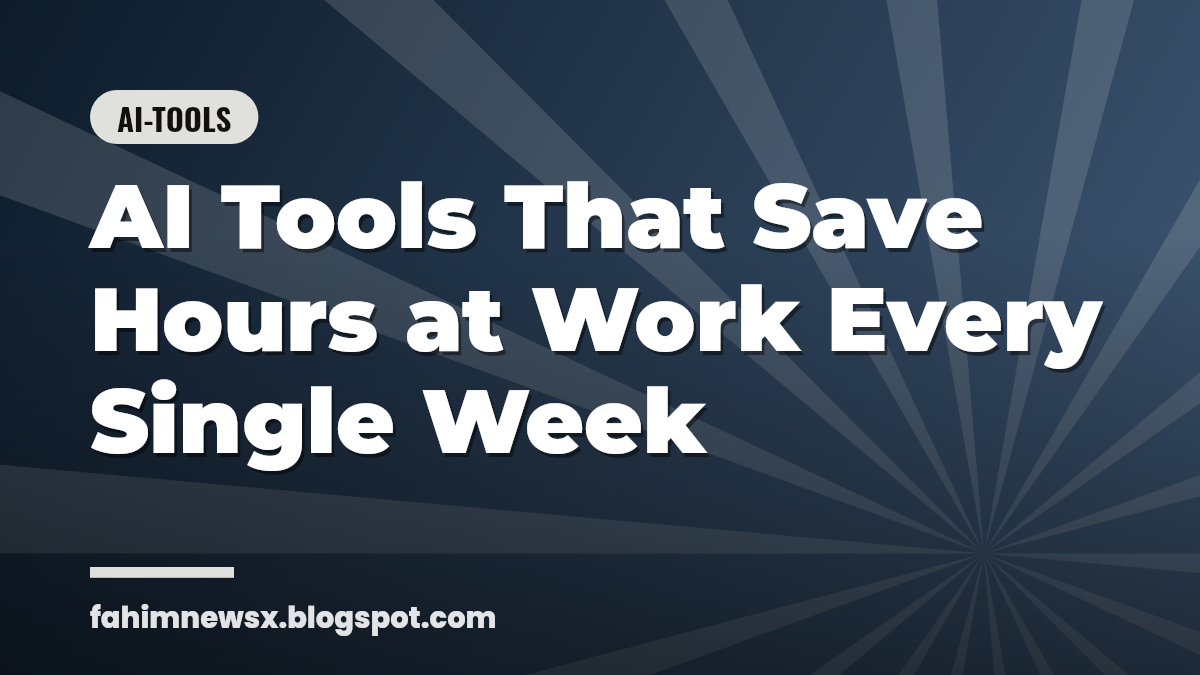 AI-TOOLS
AI Tools That Save
Hours at Work Every
Single Week
fahimnewsx.blogspot.com